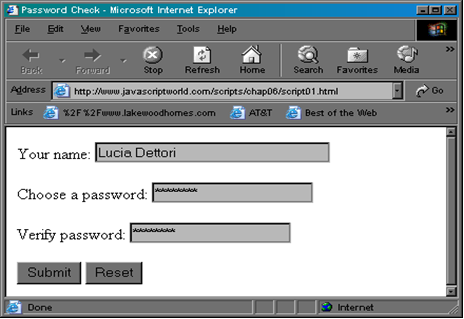 Password Check - Microsoft Internet Explorer
File Edit View Favorites Tools Help »
Back Forward Stop Refresh Home Search Favorites Media »
Address http://www.javascriptworld.com/scripts/chap06/script01.html Go
Links %2F %2Fwww.lakewoodhomes.com AT&T Best of the Web »
Your name: Lucia Dettori
Choose a password: ********
Verify password: ********
Submit Reset
Done Internet